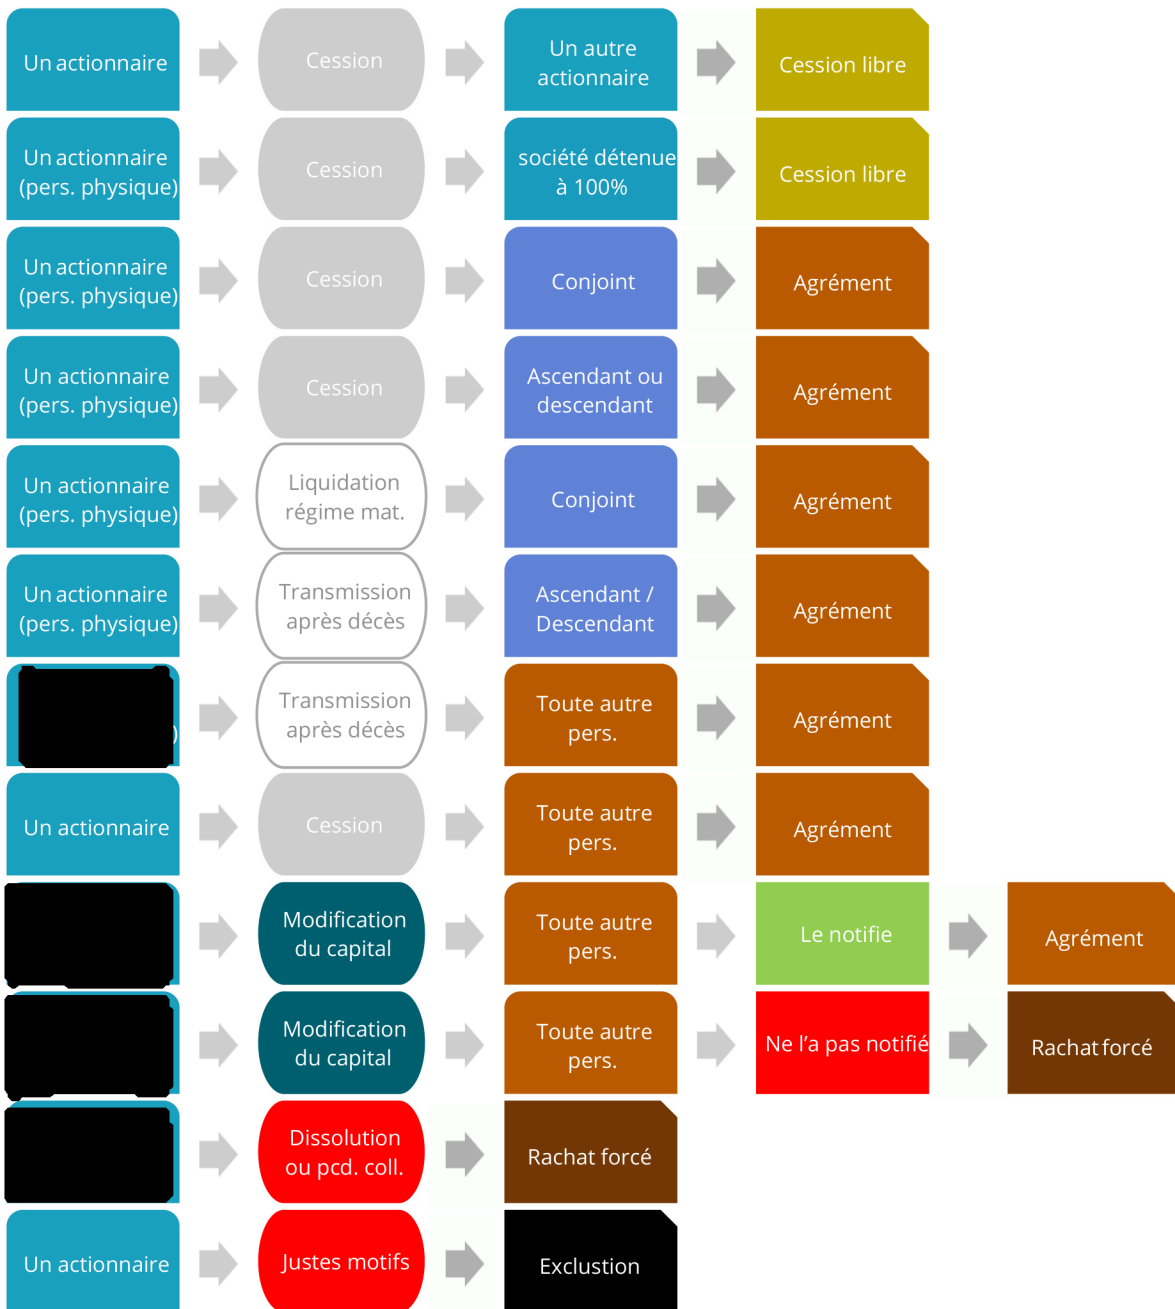 Un actionnaire
Cession
Un autre
actionnaire
Cession libre
Un actionnaire
(pers. physique)
Cession
société détenue
à 100%
Cession libre
Un actionnaire
(pers. physique)
Cession
Conjoint
Agrément
Un actionnaire
(pers. physique)
Cession
Ascendant ou
descendant
Agrément
Un actionnaire
(pers. physique)
Liquidation
régime mat.
Conjoint
Agrément
Un actionnaire
(pers. physique)
Transmission
après décès
Ascendant /
Descendant
Agrément
)
Transmission
après décès
Toute autre
pers.
Agrément
Un actionnaire
Cession
Toute autre
pers.
Agrément
Modification
du capital
Toute autre
pers.
Le notifie
Agrément
Modification
du capital
Toute autre
pers.
Ne l’a pas notifié
Rachat forcé
Dissolution
ou pcd. coll.
Rachat forcé
Un actionnaire
Justes motifs
Exclustion